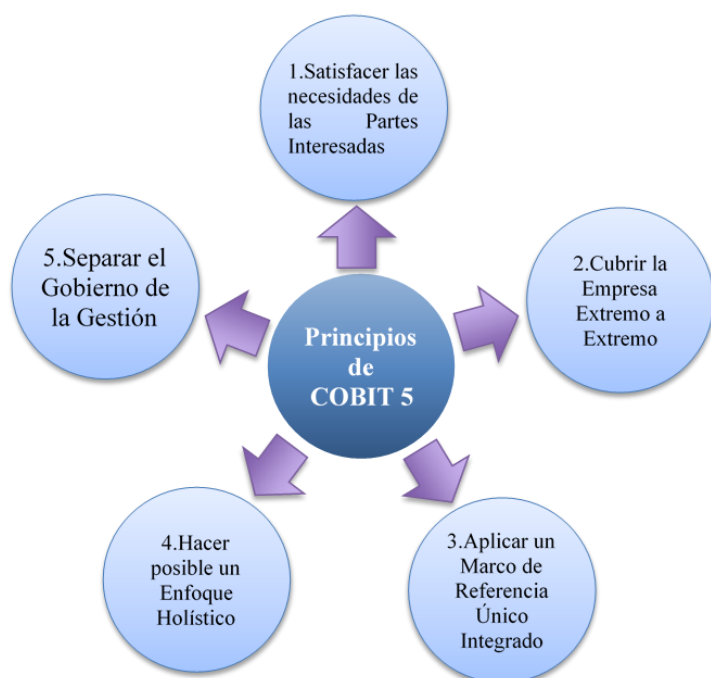 1.Satisfacer las
necesidades de
las Partes
Interesadas
5.Separar el
Gobierno de
la Gestión
2.Cubrir la
Empresa
Extremo a
Extremo
Principios
de
COBIT 5
4.Hacer
posible un
Enfoque
Holístico
3.Aplicar un
Marco de
Referencia
Único
Integrado